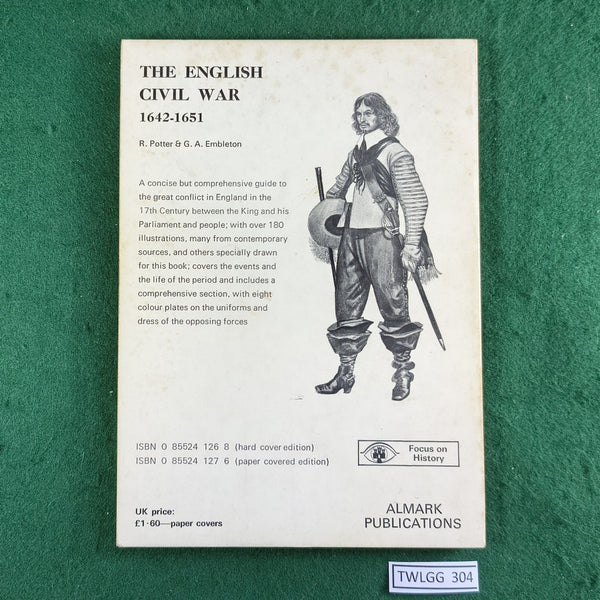 THE ENGLISH
CIVIL WAR
1642-1651
R. Potter & G. A. Embleton
A concise but comprehensive guide to
the great conflict in England in the
17th Century between the King and his
Parliament and people; with over 180
illustrations, many from contemporary
sources, and others specially drawn
for this book; covers the events and
the life of the period and includes a
comprehensive section, with eight
colour plates on the uniforms and
dress of the opposing forces
ISBN 0 85524 126 8 (hard cover edition)
ISBN 0 85524 127 6 (paper covered edition)
Focus on
History
UK price:
£1·60—paper covers
ALMARK
PUBLICATIONS
TWLGG 304